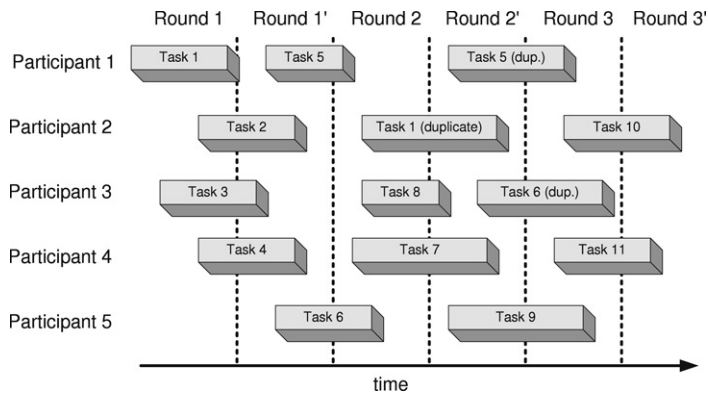 Round 1 Round 1' Round 2 Round 2' Round 3 Round 3'
Participant 1 Task 1 Task 5 Task 5 (dup.)
Participant 2 Task 2 Task 1 (duplicate) Task 10
Participant 3 Task 3 Task 8 Task 6 (dup.)
Participant 4 Task 4 Task 7 Task 11
Participant 5 Task 6 Task 9
time